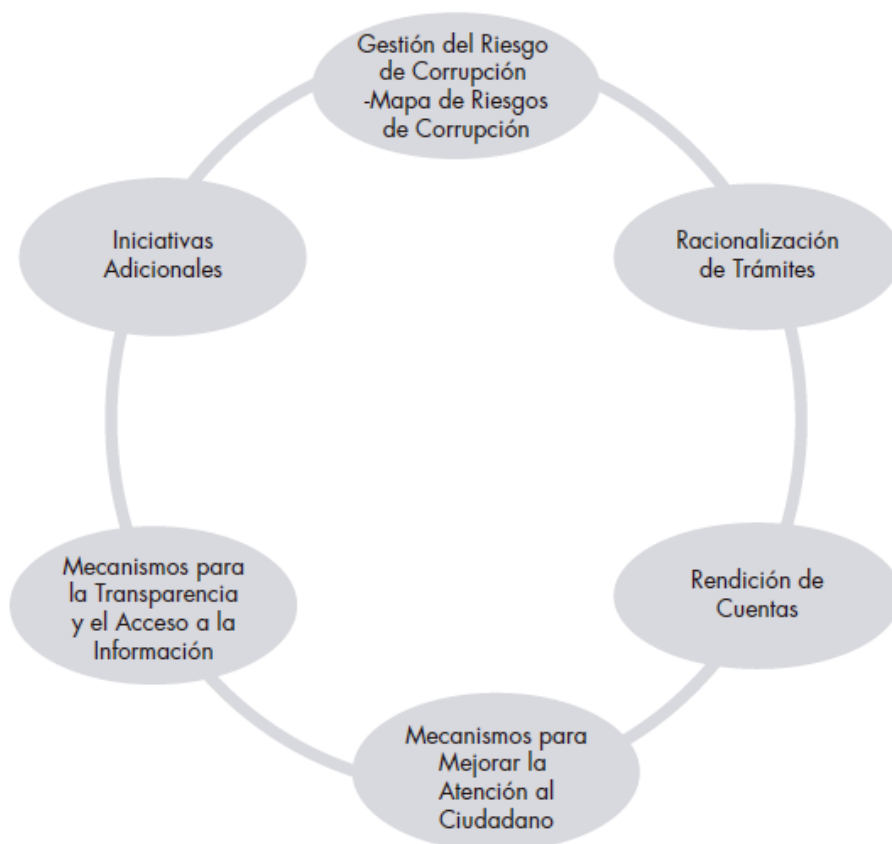 Gestión del Riesgo
de Corrupción
-Mapa de Riesgos
de Corrupción
Racionalización
de Trámites
Rendición de
Cuentas
Mecanismos para
Mejorar la
Atención al
Ciudadano
Mecanismos para
la Transparencia
y el Acceso a la
Información
Iniciativas
Adicionales